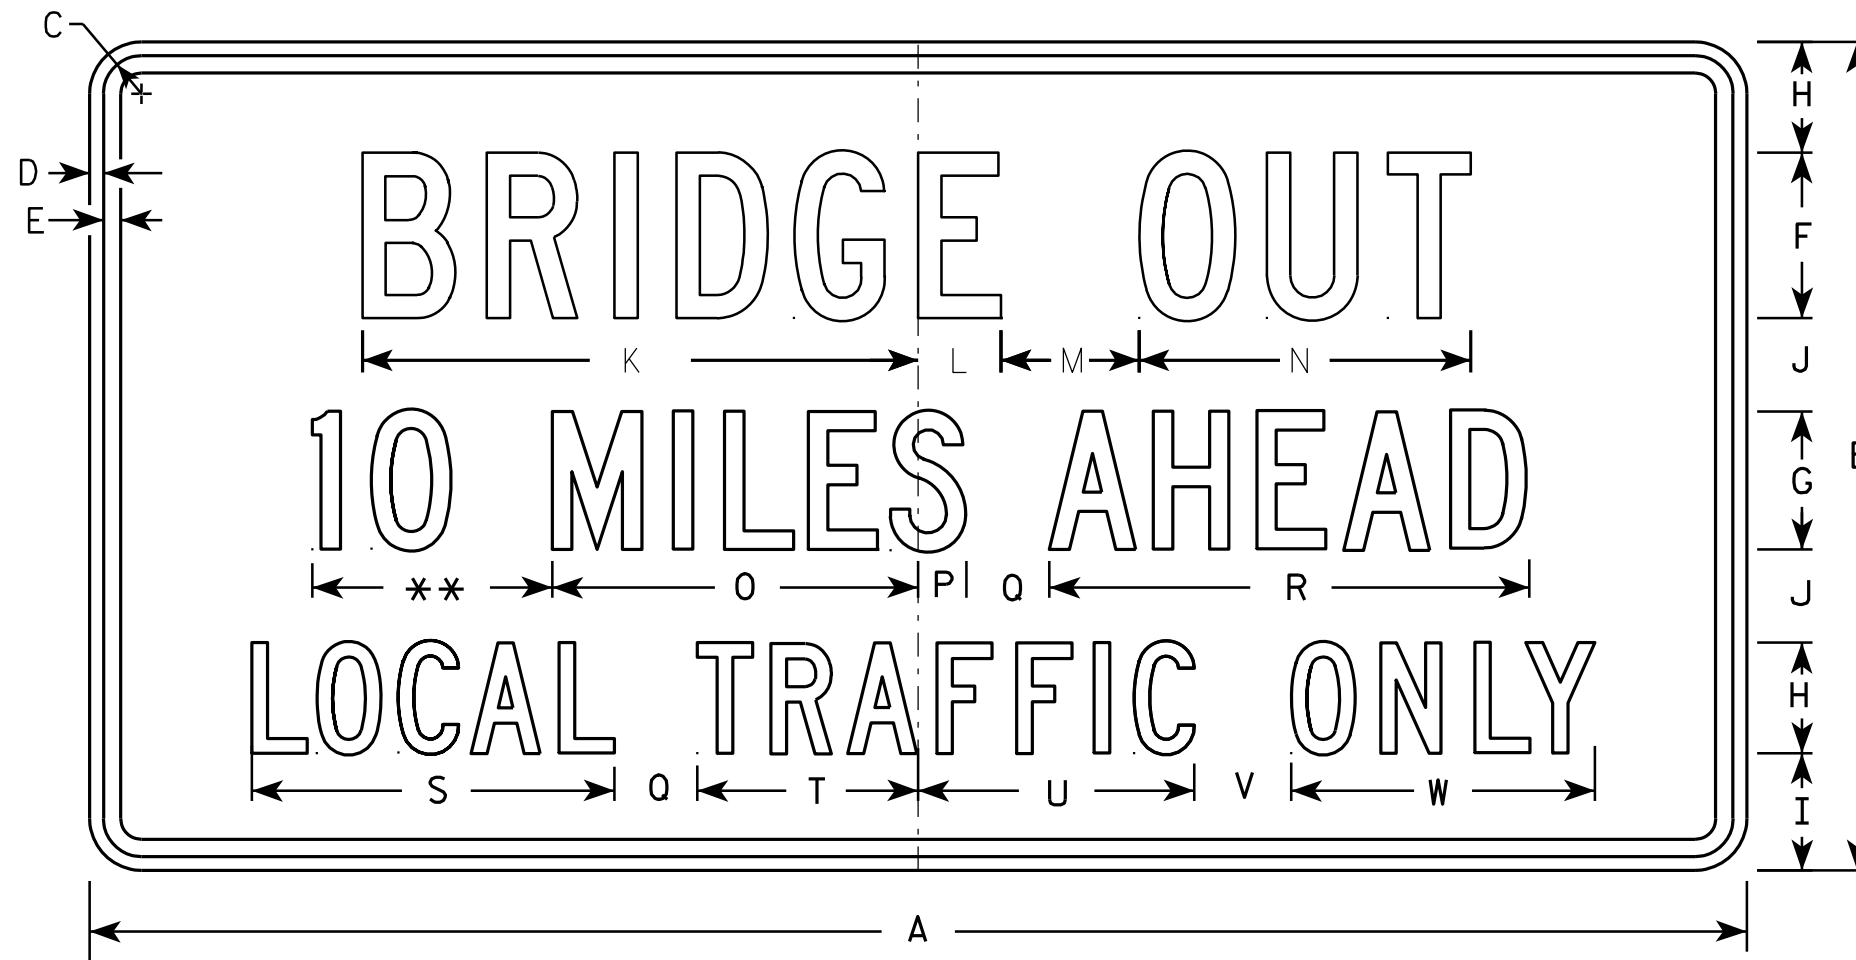 C
H
D
E
BRIDGE OUT
F
K L M N
J
10 MILES AHEAD
G
** O P Q R
J
LOCAL TRAFFIC ONLY
H
S Q T U V W
I
A